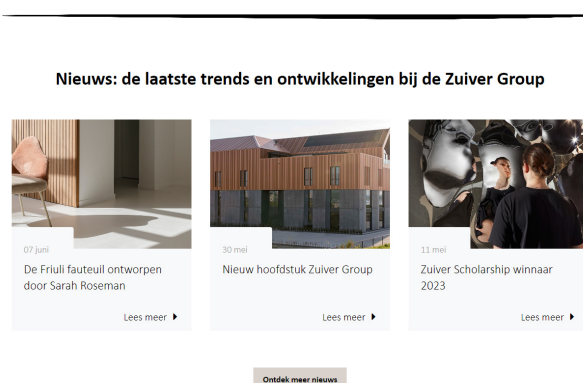 Nieuws: de laatste trends en ontwikkelingen bij de Zuiver Group
07 juni
De Friuli fauteuil ontworpen
door Sarah Roseman
Lees meer
30 mei
Nieuw hoofdstuk Zuiver Group
Lees meer
11 mei
Zuiver Scholarship winnaar
2023
Lees meer
Ontdek meer nieuws